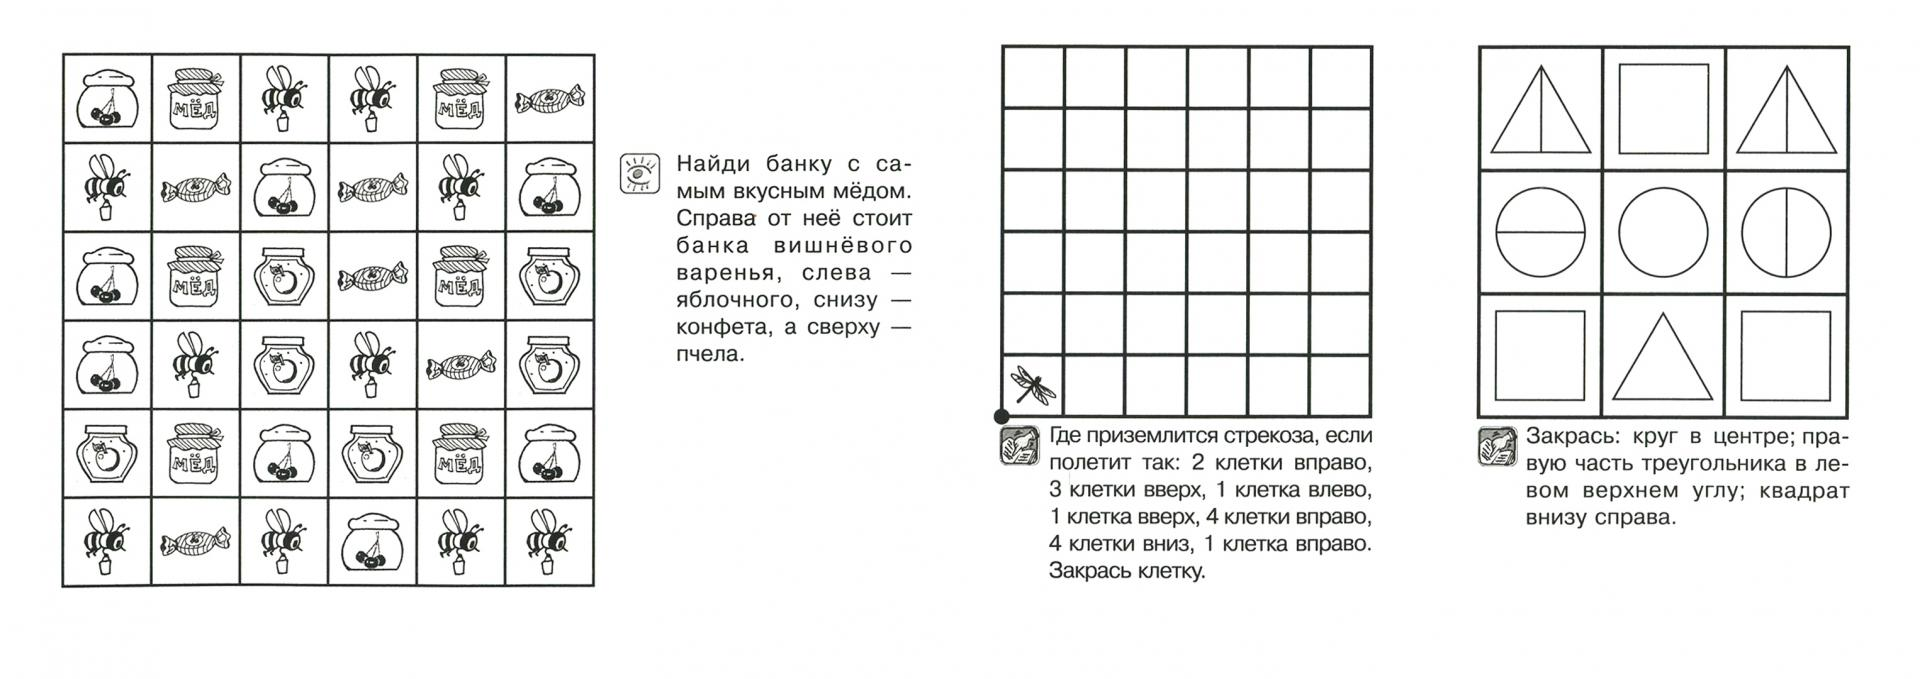 МЁД
МЁД
МЁД
МЁД
МЁД
МЁД
Найди банку с са-
мым вкусным мёдом.
Справа от неё стоит
банка вишнёвого
варенья, слева —
яблочного, снизу —
конфета, а сверху —
пчела.
Где приземлится стрекоза, если
полетит так: 2 клетки вправо,
3 клетки вверх, 1 клетка влево,
1 клетка вверх, 4 клетки вправо,
4 клетки вниз, 1 клетка вправо.
Закрась клетку.
Закрась: круг в центре; пра-
вую часть треугольника в ле-
вом верхнем углу; квадрат
внизу справа.